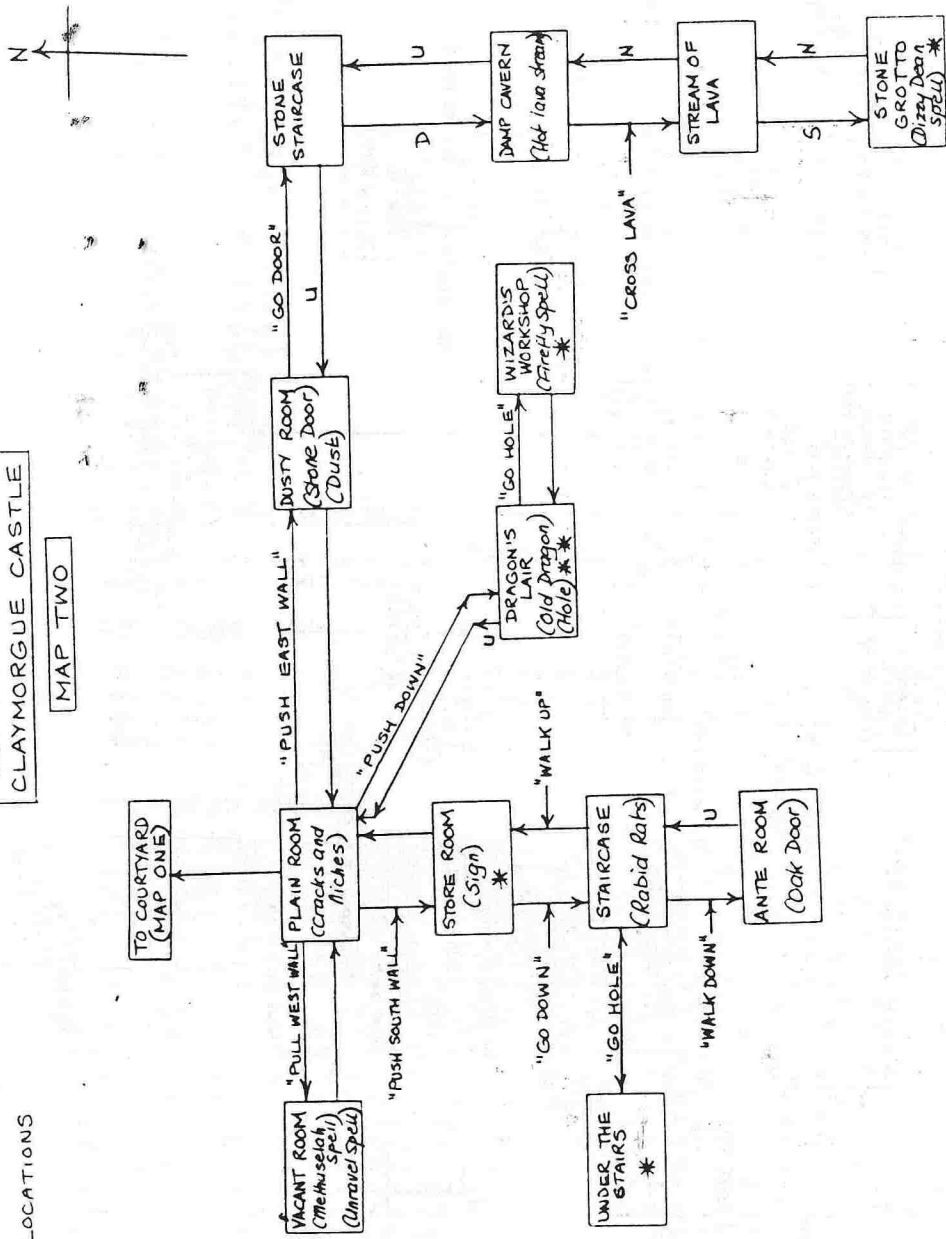 LOCATIONS
CLAYMORGUE CASTLE
MAP TWO
N
TO COURTYARD
(MAP ONE)
VACANT ROOM
(Methuselah
spell)
(Unravel Spell)
"PULL WEST WALL"
PLAIN ROOM
(Cracks and
Niches)
"PUSH EAST WALL"
DUSTY ROOM
(Stone Door)
(Dust)
"GO DOOR"
U
STONE
STAIRCASE
"PUSH SOUTH WALL"
"PUSH DOWN"
U
D
U
STORE ROOM
(Sign)
*
DRAGON'S
LAIR
(Old Dragon)
(Hole) * *
"GO HOLE"
WIZARD'S
WORKSHOP
(Firefly Spell)
*
DAMP CAVERN
(Hot lava stream)
"GO DOWN"
"WALK UP"
"CROSS LAVA"
N
UNDER THE
STAIRS
*
"GO HOLE"
STAIRCASE
(Rabid Rats)
STREAM OF
LAVA
"WALK DOWN"
U
S
N
ANTE ROOM
(Oak Door)
STONE
GROTTO
(Dizzy Dean
spell) *